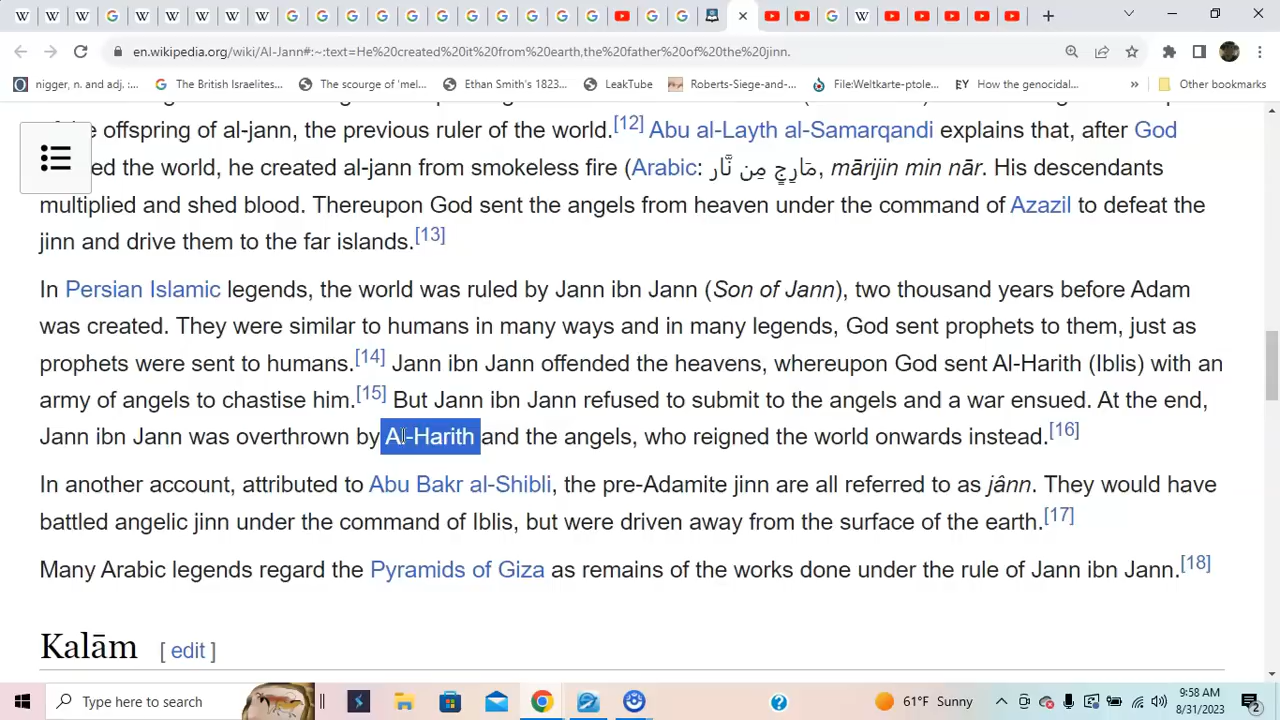 en.wikipedia.org/wiki/Al-Jann#:~:text=He%20created%20it%20from%20earth,the%20father%20of%20the%20jinn.
nigger, n. and adj. :... The British Israelites... The scourge of 'mel... Ethan Smith's 1823... LeakTube Roberts-Siege-and-... File:Weltkarte-ptole... EY How the genocidal... » Other bookmarks
offspring of al-jann, the previous ruler of the world.[12] Abu al-Layth al-Samarqandi explains that, after God
the world, he created al-jann from smokeless fire (Arabic: مَارِجٍ مِن نَّار, mārijin min nār. His descendants
multiplied and shed blood. Thereupon God sent the angels from heaven under the command of Azazil to defeat the
jinn and drive them to the far islands.[13]
In Persian Islamic legends, the world was ruled by Jann ibn Jann (Son of Jann), two thousand years before Adam
was created. They were similar to humans in many ways and in many legends, God sent prophets to them, just as
prophets were sent to humans.[14] Jann ibn Jann offended the heavens, whereupon God sent Al-Harith (Iblis) with an
army of angels to chastise him.[15] But Jann ibn Jann refused to submit to the angels and a war ensued. At the end,
Jann ibn Jann was overthrown by Al-Harith and the angels, who reigned the world onwards instead.[16]
In another account, attributed to Abu Bakr al-Shibli, the pre-Adamite jinn are all referred to as jânn. They would have
battled angelic jinn under the command of Iblis, but were driven away from the surface of the earth.[17]
Many Arabic legends regard the Pyramids of Giza as remains of the works done under the rule of Jann ibn Jann.[18]
Kalām [ edit ]
Type here to search 61°F Sunny 9:58 AM
8/31/2023 2